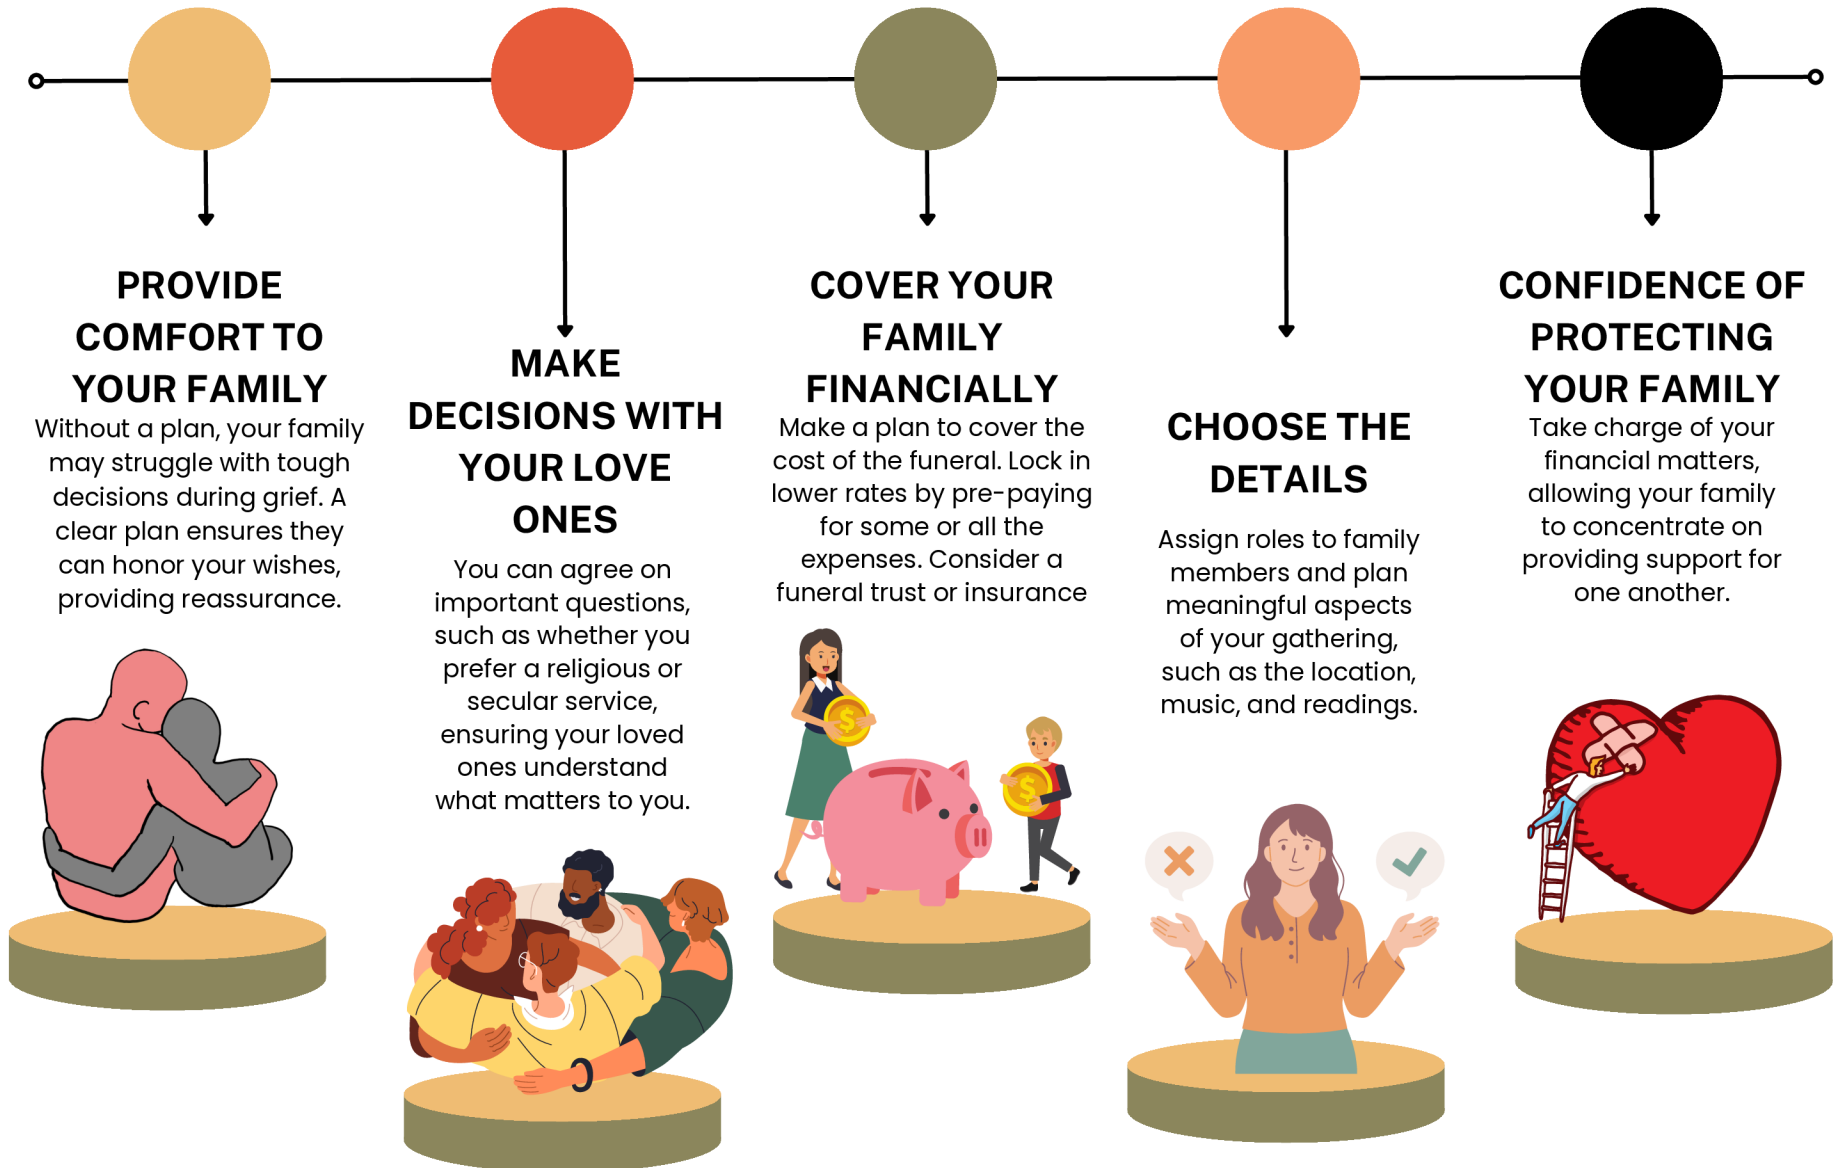 PROVIDE
COMFORT TO
YOUR FAMILY
Without a plan, your family
may struggle with tough
decisions during grief. A
clear plan ensures they
can honor your wishes,
providing reassurance.
MAKE
DECISIONS WITH
YOUR LOVE
ONES
You can agree on
important questions,
such as whether you
prefer a religious or
secular service,
ensuring your loved
ones understand
what matters to you.
COVER YOUR
FAMILY
FINANCIALLY
Make a plan to cover the
cost of the funeral. Lock in
lower rates by pre-paying
for some or all the
expenses. Consider a
funeral trust or insurance
$
$
CHOOSE THE
DETAILS
Assign roles to family
members and plan
meaningful aspects
of your gathering,
such as the location,
music, and readings.
CONFIDENCE OF
PROTECTING
YOUR FAMILY
Take charge of your
financial matters,
allowing your family
to concentrate on
providing support for
one another.